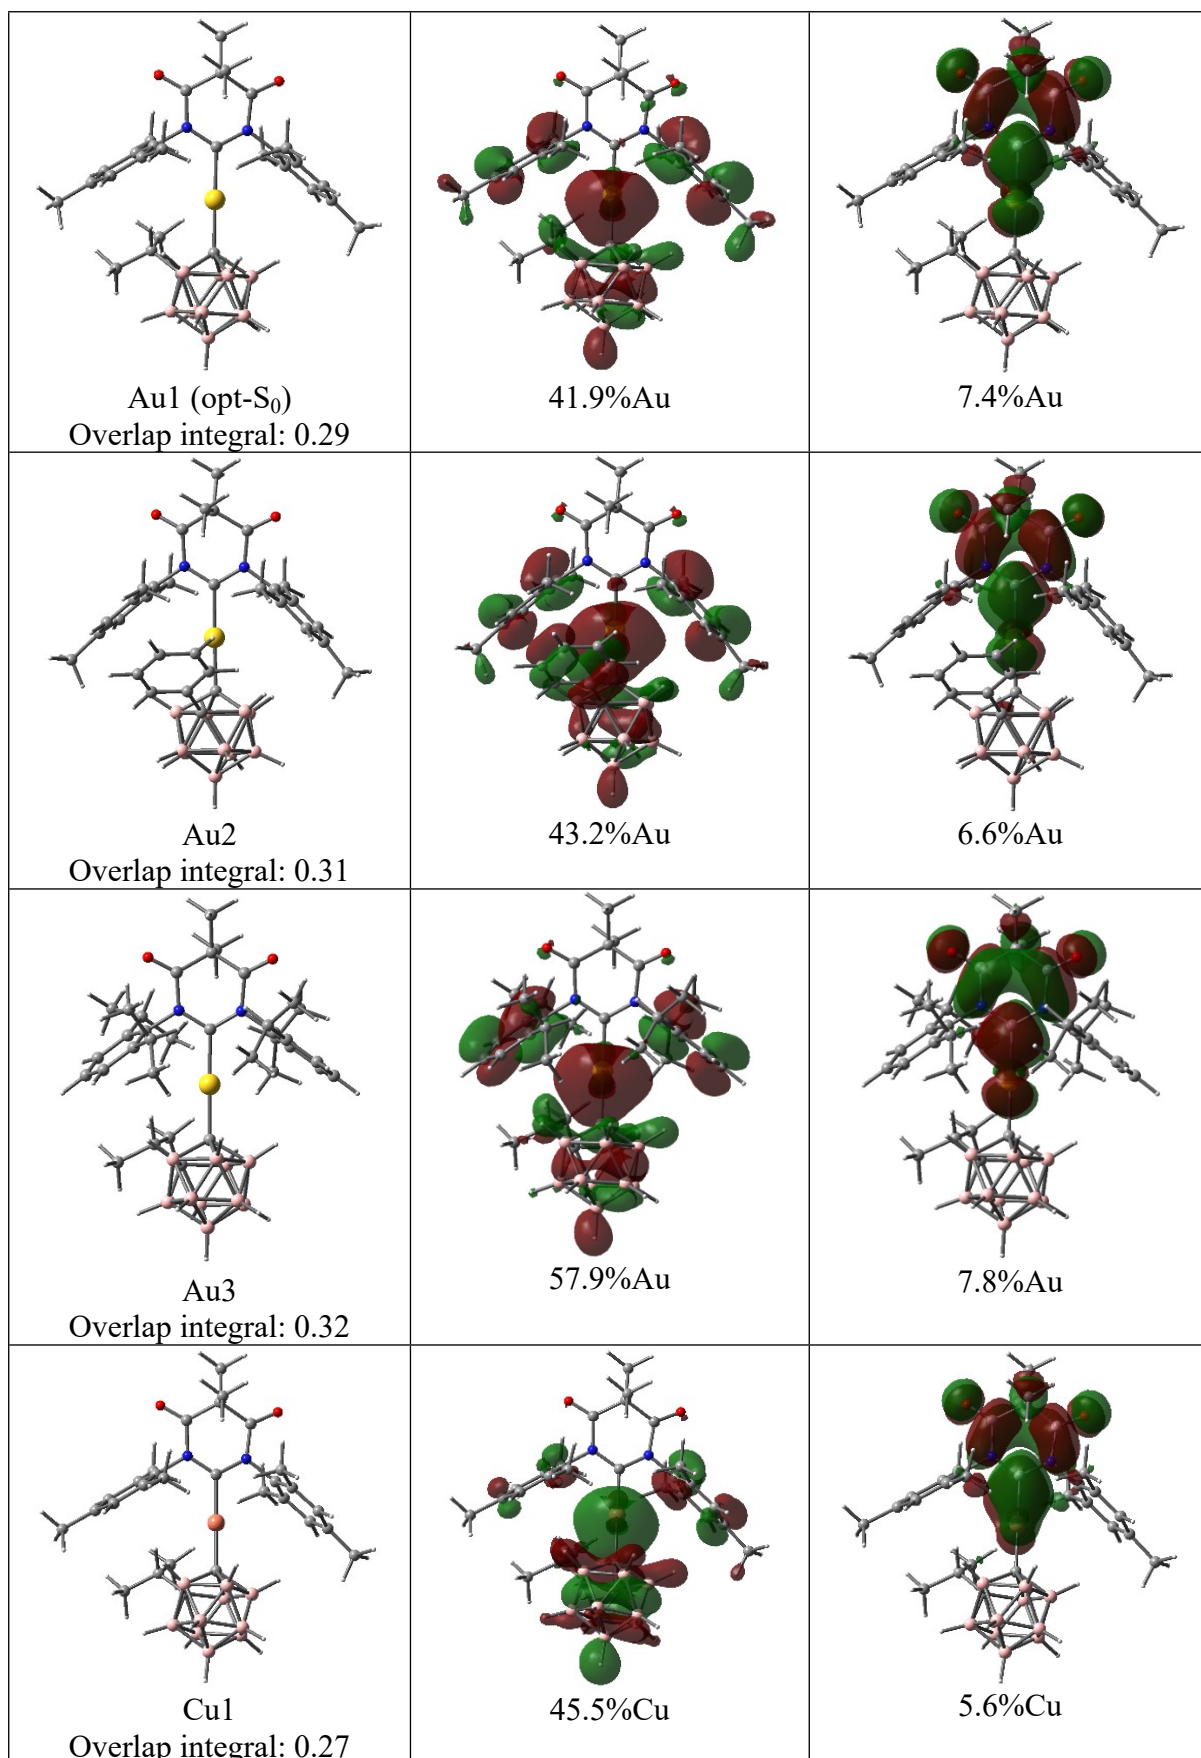 Au1 (opt-S₀)
Overlap integral: 0.29
41.9%Au
7.4%Au
Au2
Overlap integral: 0.31
43.2%Au
6.6%Au
Au3
Overlap integral: 0.32
57.9%Au
7.8%Au
Cu1
Overlap integral: 0.27
45.5%Cu
5.6%Cu